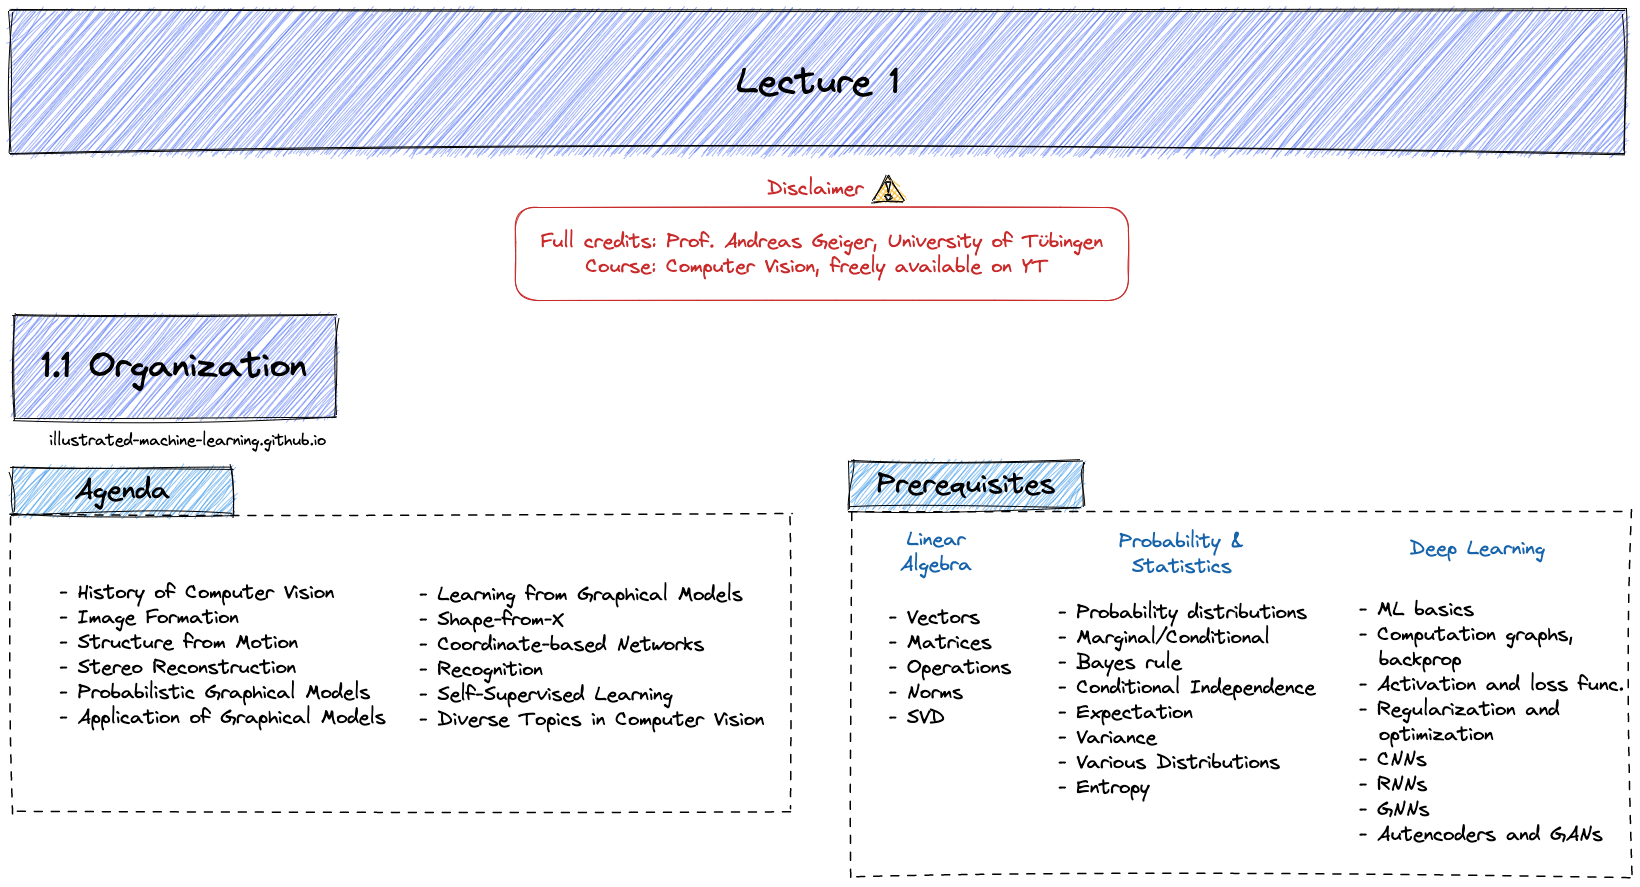 Lecture 1
Disclaimer
Full credits: Prof. Andreas Geiger, University of Tübingen
Course: Computer Vision, freely available on YT
1.1 Organization
illustrated-machine-learning.github.io
Agenda
- History of Computer Vision
- Image Formation
- Structure from Motion
- Stereo Reconstruction
- Probabilistic Graphical Models
- Application of Graphical Models
- Learning from Graphical Models
- Shape-from-X
- Coordinate-based Networks
- Recognition
- Self-Supervised Learning
- Diverse Topics in Computer Vision
Prerequisites
Linear
Algebra
- Vectors
- Matrices
- Operations
- Norms
- SVD
Probability &
Statistics
- Probability distributions
- Marginal/Conditional
- Bayes rule
- Conditional Independence
- Expectation
- Variance
- Various Distributions
- Entropy
Deep Learning
- ML basics
- Computation graphs,
backprop
- Activation and loss func.
- Regularization and
optimization
- CNNs
- RNNs
- GNNs
- Autencoders and GANs